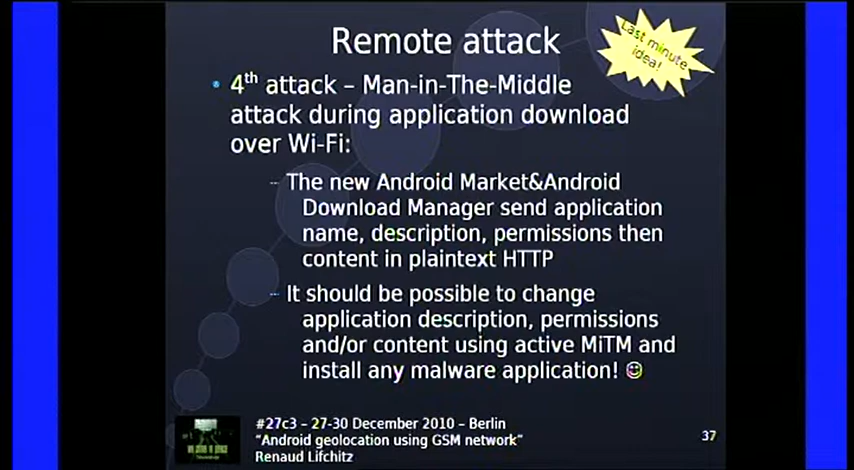 Remote attack
Last minute
idea!
• 4th attack – Man-in-The-Middle
attack during application download
over Wi-Fi:
– The new Android Market&Android
Download Manager send application
name, description, permissions then
content in plaintext HTTP
– It should be possible to change
application description, permissions
and/or content using active MiTM and
install any malware application! ☺
#27c3 – 27-30 December 2010 – Berlin
"Android geolocation using GSM network"
Renaud Lifchitz
37